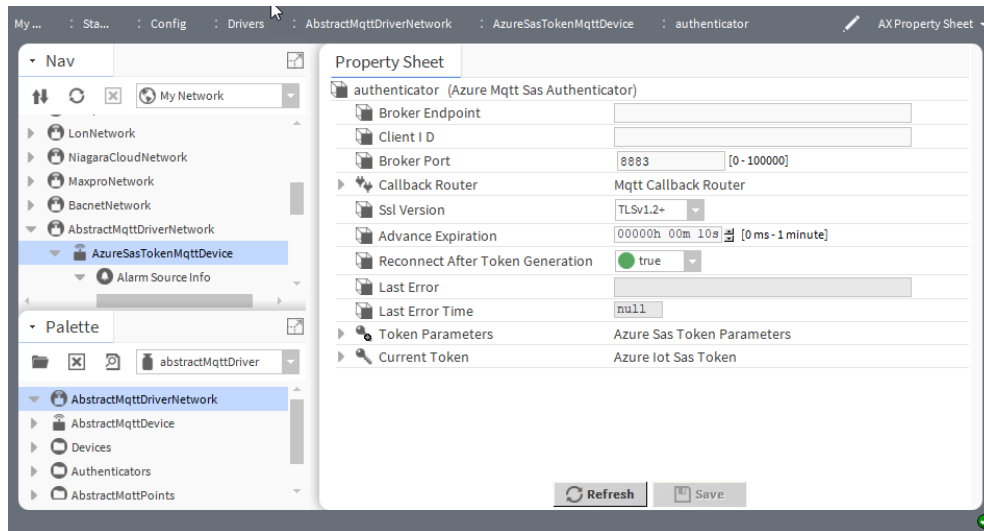 My ... : Sta... : Config : Drivers : AbstractMqttDriverNetwork : AzureSasTokenMqttDevice : authenticator AX Property Sheet
Nav
My Network
LonNetwork
NiagaraCloudNetwork
MaxproNetwork
BacnetNetwork
AbstractMqttDriverNetwork
AzureSasTokenMqttDevice
Alarm Source Info
Palette
abstractMqttDriver
AbstractMqttDriverNetwork
AbstractMqttDevice
Devices
Authenticators
AbstractMqttPoints
Property Sheet
authenticator (Azure Mqtt Sas Authenticator)
Broker Endpoint
Client I D
Broker Port 8883 [0 - 100000]
Callback Router Mqtt Callback Router
Ssl Version TLSv1.2+
Advance Expiration 00000h 00m 10s [0 ms - 1 minute]
Reconnect After Token Generation true
Last Error
Last Error Time null
Token Parameters Azure Sas Token Parameters
Current Token Azure Iot Sas Token
Refresh Save